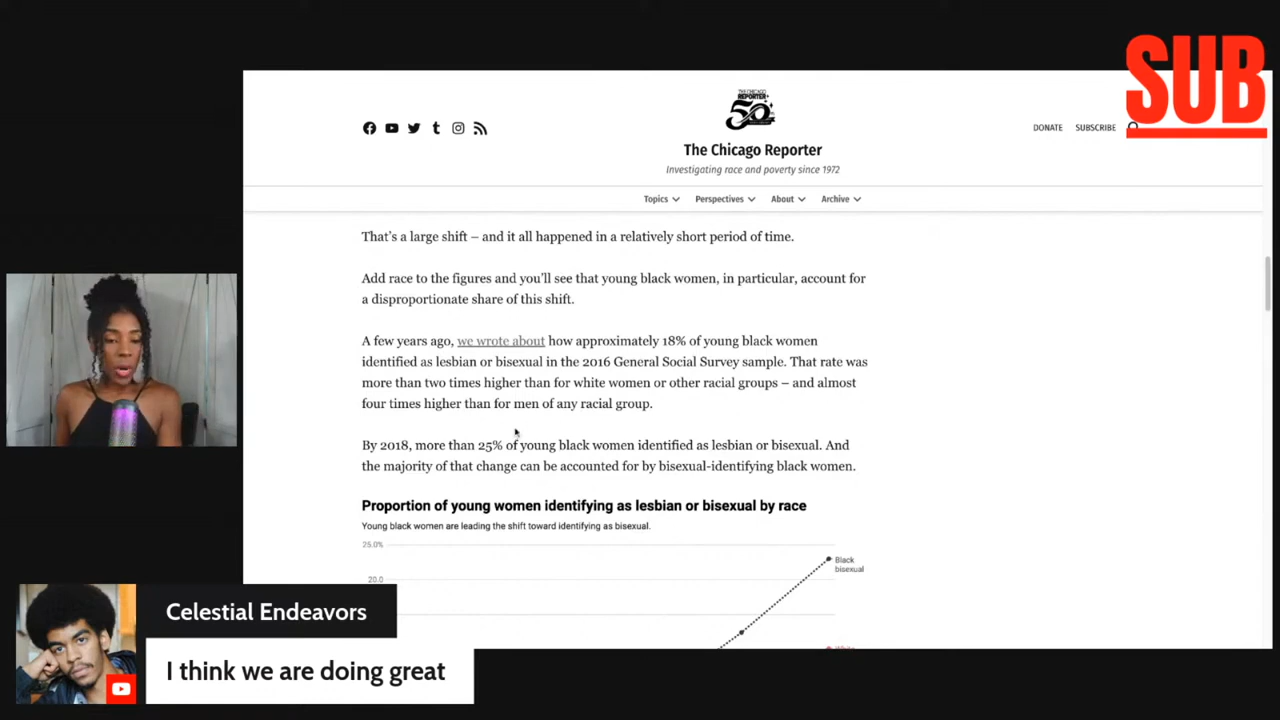 SUB
THE CHICAGO
REPORTER
50
The Chicago Reporter
Investigating race and poverty since 1972
DONATE SUBSCRIBE
Topics Perspectives About Archive
That's a large shift – and it all happened in a relatively short period of time.
Add race to the figures and you'll see that young black women, in particular, account for
a disproportionate share of this shift.
A few years ago, we wrote about how approximately 18% of young black women
identified as lesbian or bisexual in the 2016 General Social Survey sample. That rate was
more than two times higher than for white women or other racial groups – and almost
four times higher than for men of any racial group.
By 2018, more than 25% of young black women identified as lesbian or bisexual. And
the majority of that change can be accounted for by bisexual-identifying black women.
Proportion of young women identifying as lesbian or bisexual by race
Young black women are leading the shift toward identifying as bisexual.
25.0%
Black
bisexual
20.0
Celestial Endeavors
I think we are doing great